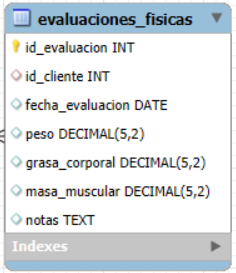 evaluaciones_fisicas
id_evaluacion INT
id_cliente INT
fecha_evaluacion DATE
peso DECIMAL(5,2)
grasa_corporal DECIMAL(5,2)
masa_muscular DECIMAL(5,2)
notas TEXT
Indexes